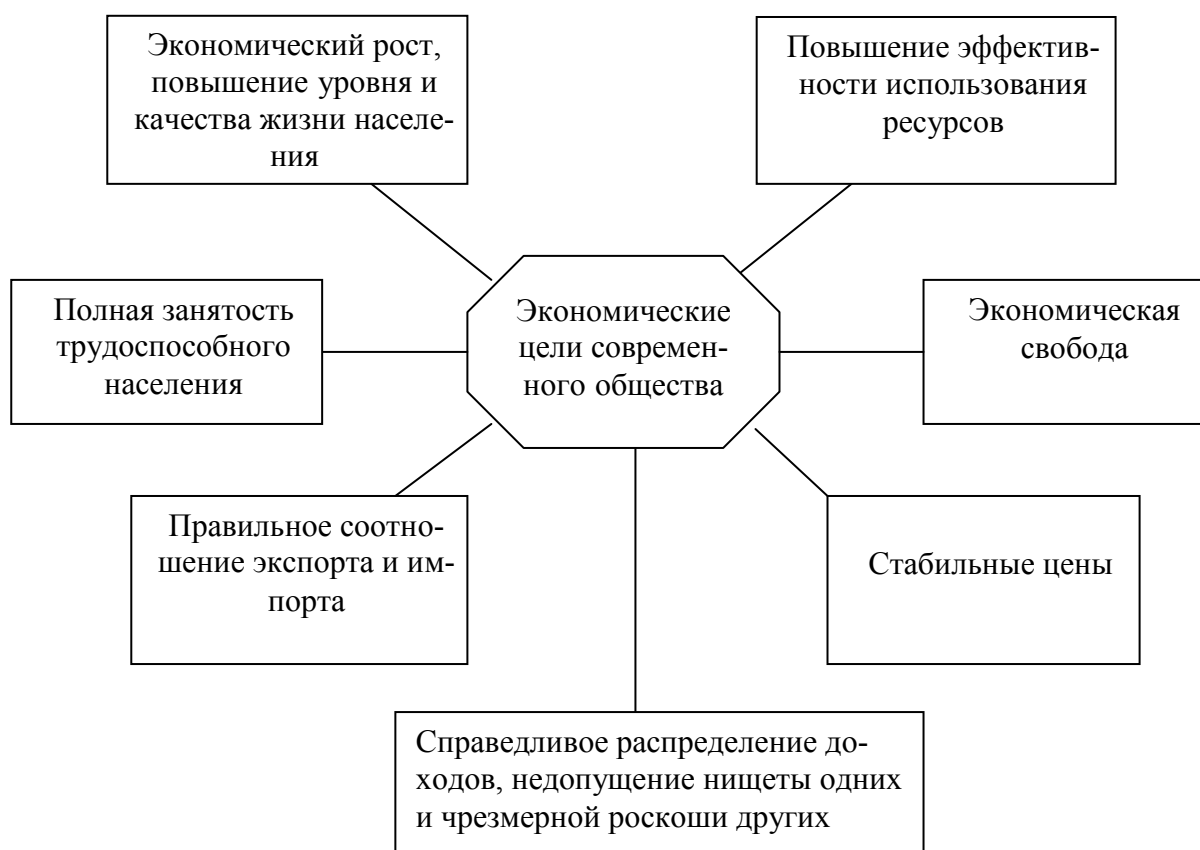 Экономический рост,
повышение уровня и
качества жизни населе-
ния
Повышение эффектив-
ности использования
ресурсов
Полная занятость
трудоспособного
населения
Экономические
цели современ-
ного общества
Экономическая
свобода
Правильное соотно-
шение экспорта и им-
порта
Стабильные цены
Справедливое распределение до-
ходов, недопущение нищеты одних
и чрезмерной роскоши других